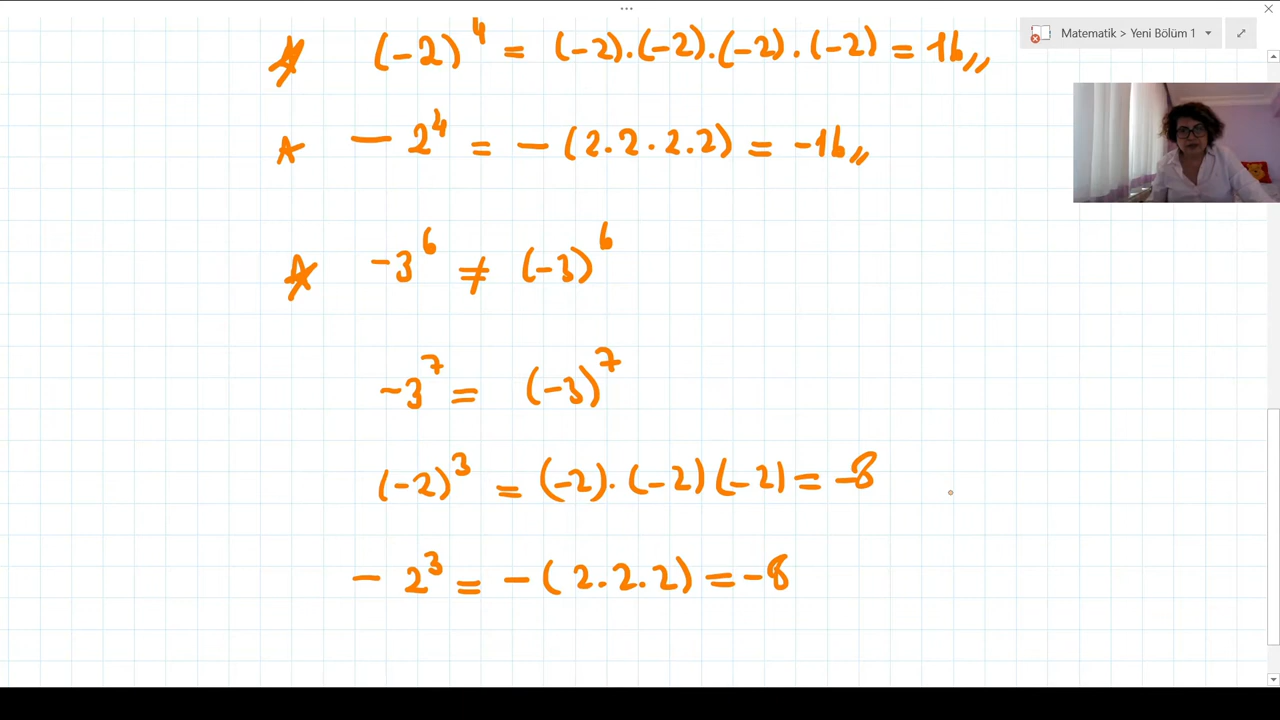 Matematik > Yeni Bölüm 1
(-2)^4 = (-2).(-2).(-2).(-2) = 16,,
- 2^4 = - (2.2.2.2) = -16,,
-3^6 ≠ (-3)^6
-3^7 = (-3)^7
(-2)^3 = (-2).(-2)(-2) = -8
- 2^3 = - (2.2.2) = -8